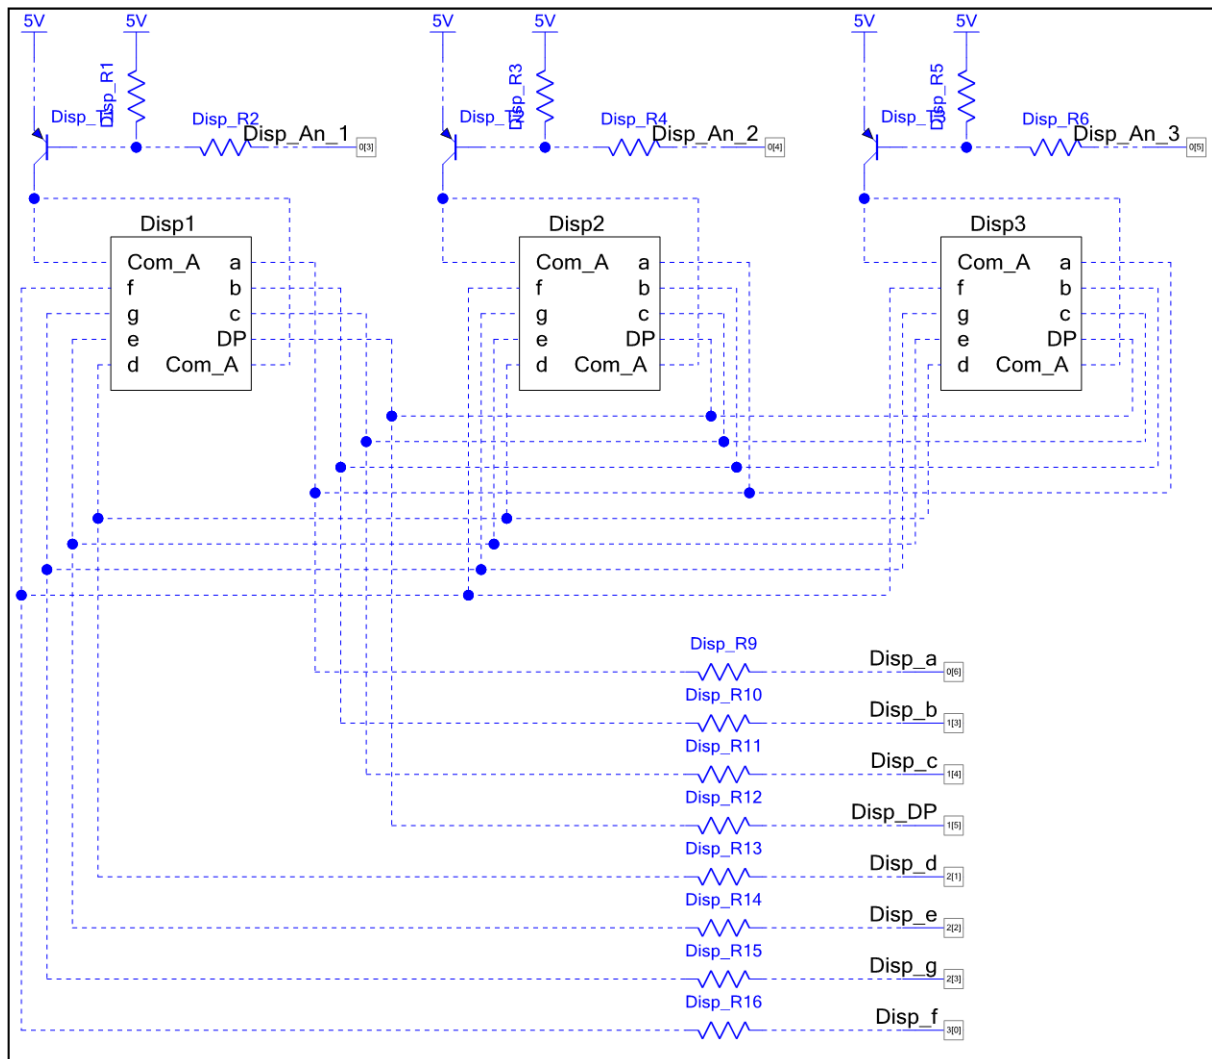 5V 5V 5V 5V 5V 5V
Disp_R1 Disp_R3 Disp_R5
Disp_T Disp_R2 Disp_T Disp_R4 Disp_T Disp_R6
Disp_An_1 0[3] Disp_An_2 0[4] Disp_An_3 0[5]
Disp1 Disp2 Disp3
Com_A a Com_A a Com_A a
f b f b f b
g c g c g c
e DP e DP e DP
d Com_A d Com_A d Com_A
Disp_R9
Disp_a 0[6]
Disp_R10
Disp_b 1[3]
Disp_R11
Disp_c 1[4]
Disp_R12
Disp_DP 1[5]
Disp_R13
Disp_d 2[1]
Disp_R14
Disp_e 2[2]
Disp_R15
Disp_g 2[3]
Disp_R16
Disp_f 3[0]